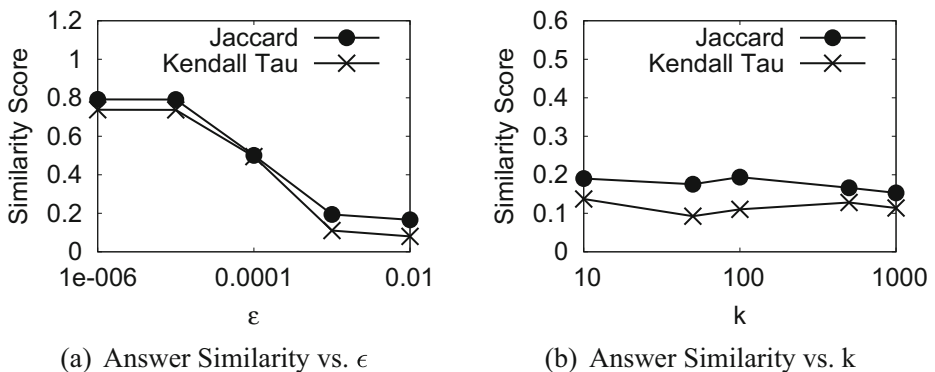 1.2
1
0.8
0.6
0.4
0.2
0
Similarity Score
Jaccard
Kendall Tau
1e-006 0.0001 0.01
ε
(a) Answer Similarity vs. ϵ
0.6
0.5
0.4
0.3
0.2
0.1
0
Similarity Score
Jaccard
Kendall Tau
10 100 1000
k
(b) Answer Similarity vs. k